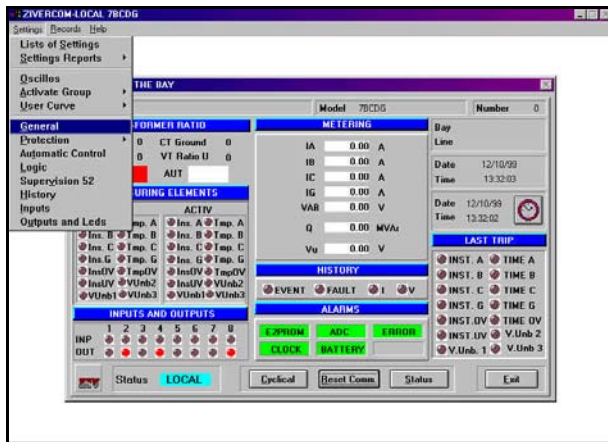 ZIVERCOM-LOCAL 7BCDG
Settings Records Help
Lists of Settings
Settings Reports
Oscillos
Activate Group
User Curve
General
Protection
Automatic Control
Logic
Supervision 52
History
Inputs
Outputs and Leds
THE BAY
Model 7BCDG Number 0
FORMER RATIO
0 CT Ground 0
0 VT Ratio U 0
AUT
URING ELEMENTS
ACTIV
Ins. A Tmp. A
Ins. B Tmp. B Ins. B Tmp. B
Ins. C Tmp. C Ins. C Tmp. C
Ins. G Tmp. G Ins. G Tmp. G
InsOV TmpOV InsOV TmpOV
InsUV VUnb2 InsUV VUnb2
VUnb1 VUnb3 VUnb1 VUnb3
INPUTS AND OUTPUTS
1 2 3 4 5 6 7 8
INP
OUT
METERING
IA 0.00 A
IB 0.00 A
IC 0.00 A
IG 0.00 A
VAB 0.00 V
Q 0.00 MVAr
Vu 0.00 V
HISTORY
EVENT FAULT I V
ALARMS
E2PROM ADC ERROR
CLOCK BATTERY
Bay
Line
Date 12/10/99
Time 13:32:03
Date 12/10/99
Time 13:32:02
LAST TRIP
INST. A TIME A
INST. B TIME B
INST. C TIME C
INST. G TIME G
INST.OV TIME OV
INST.UV V.Unb 2
V.Unb. 1 V.Unb 3
Status LOCAL Cyclical Reset Comm. Status Exit